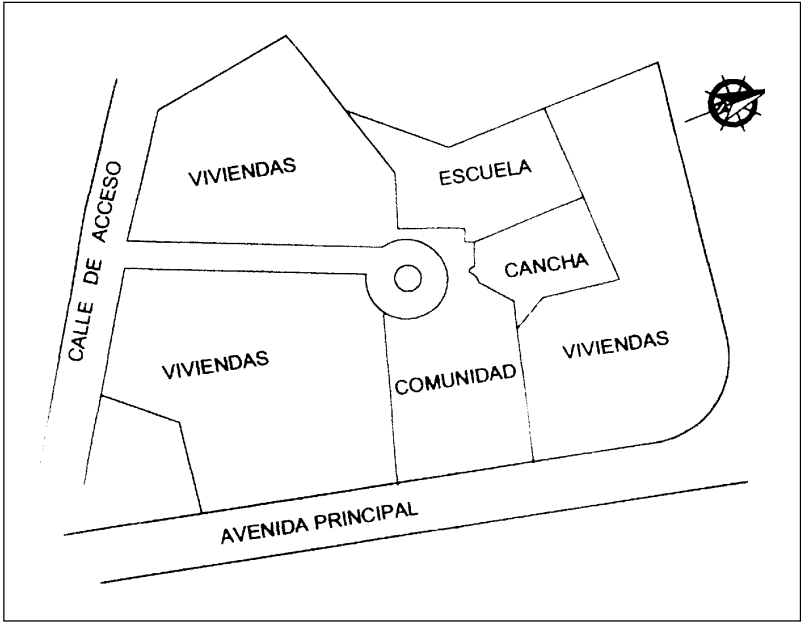 VIVIENDAS
ESCUELA
CALLE DE ACCESO
CANCHA
VIVIENDAS
VIVIENDAS
COMUNIDAD
AVENIDA PRINCIPAL